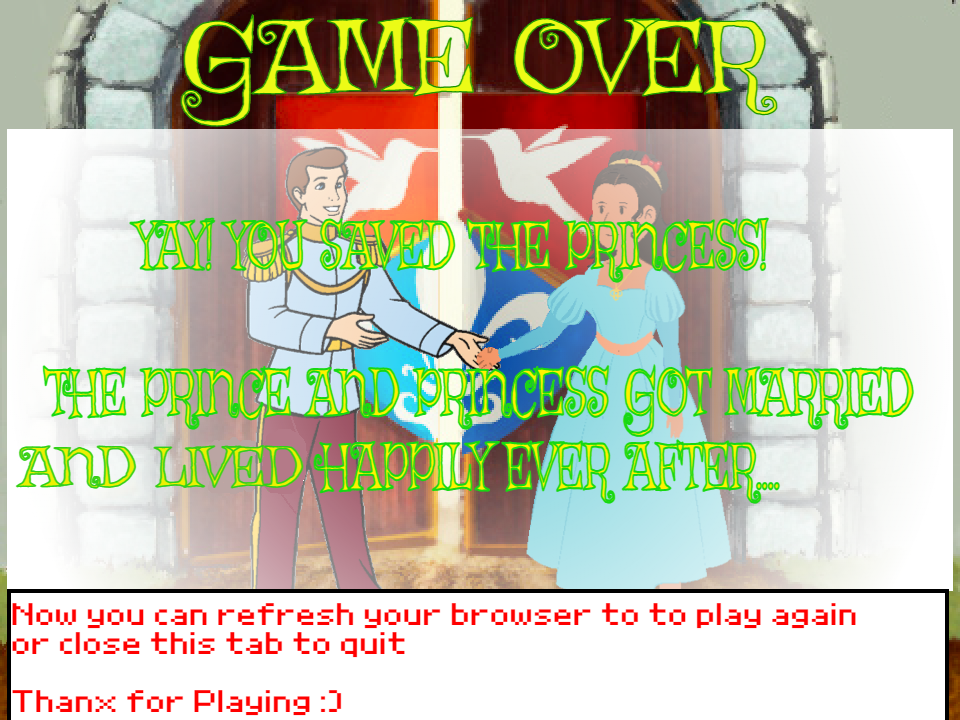 GAME OVER
YAY! YOU SAVED THE PRINCESS!
THE PRINCE AND PRINCESS GOT MARRIED
AND LIVED HAPPILY EVER AFTER....
Now you can refresh your browser to to play again
or close this tab to quit
Thanx for Playing :)